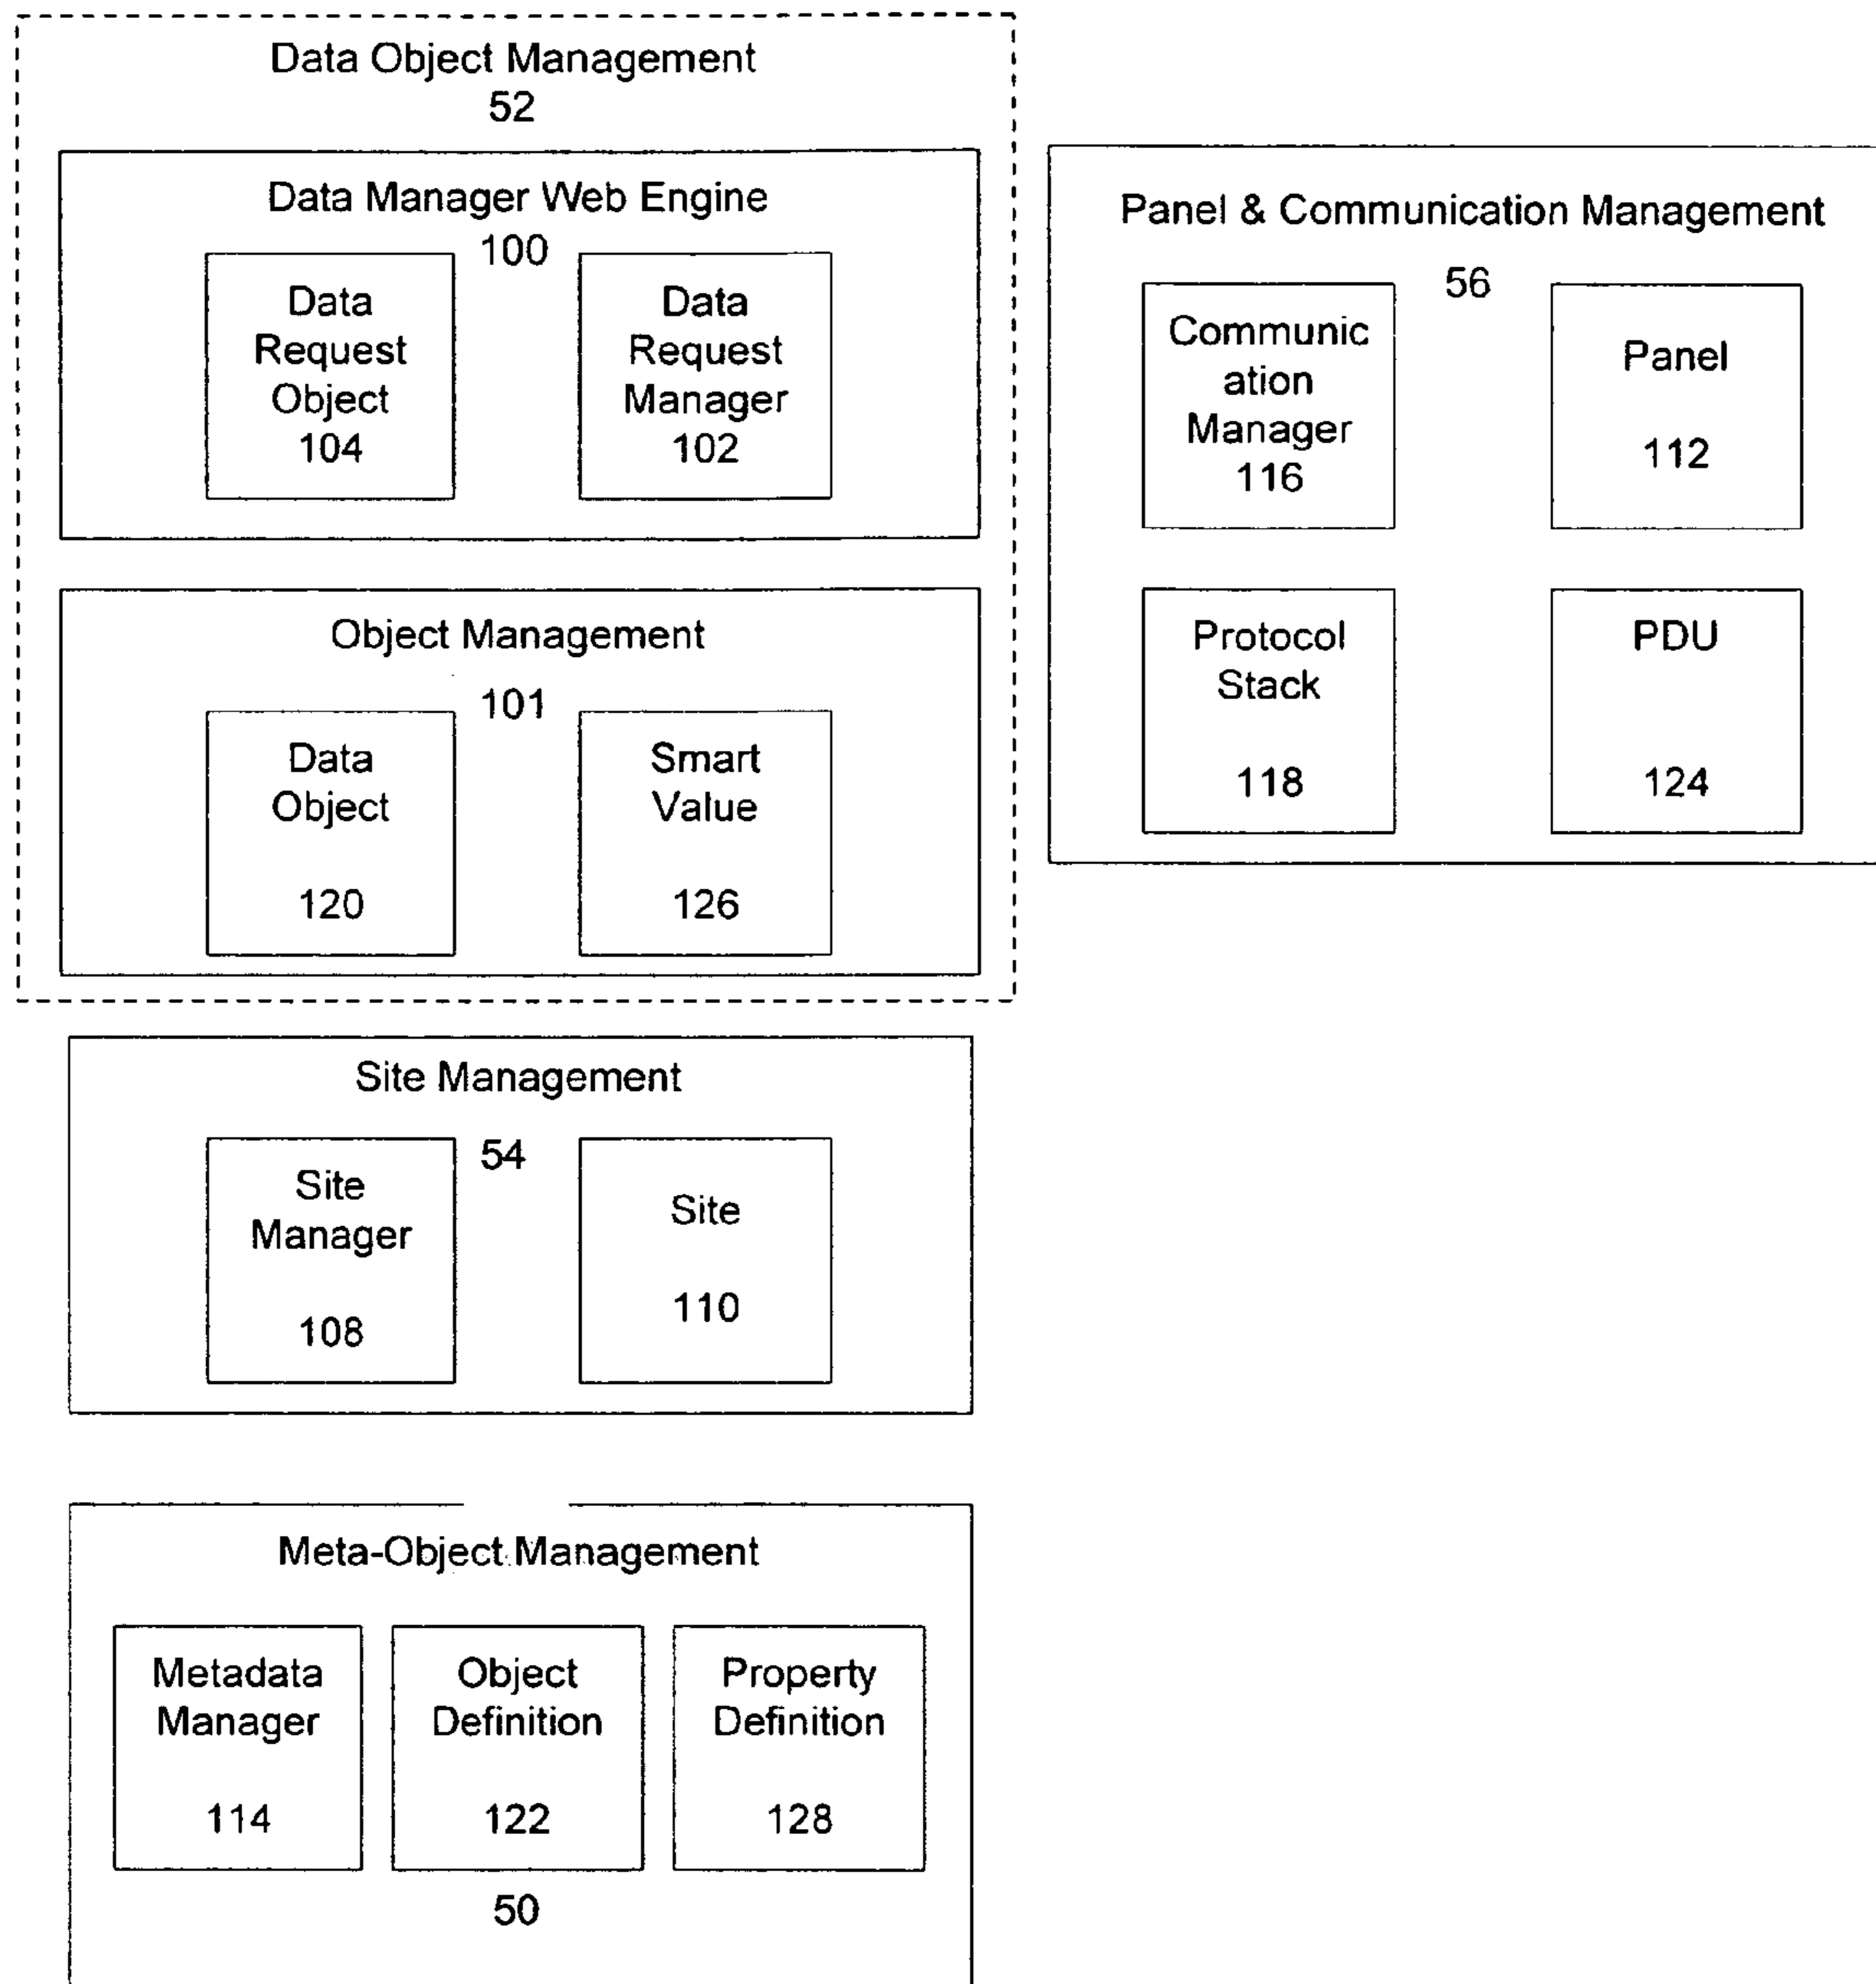 Data Object Management
52
Data Manager Web Engine
100
Data
Request
Object
104
Data
Request
Manager
102
Object Management
101
Data
Object
120
Smart
Value
126
Panel & Communication Management
56
Communic
ation
Manager
116
Panel
112
Protocol
Stack
118
PDU
124
Site Management
54
Site
Manager
108
Site
110
Meta-Object Management
Metadata
Manager
114
Object
Definition
122
Property
Definition
128
50